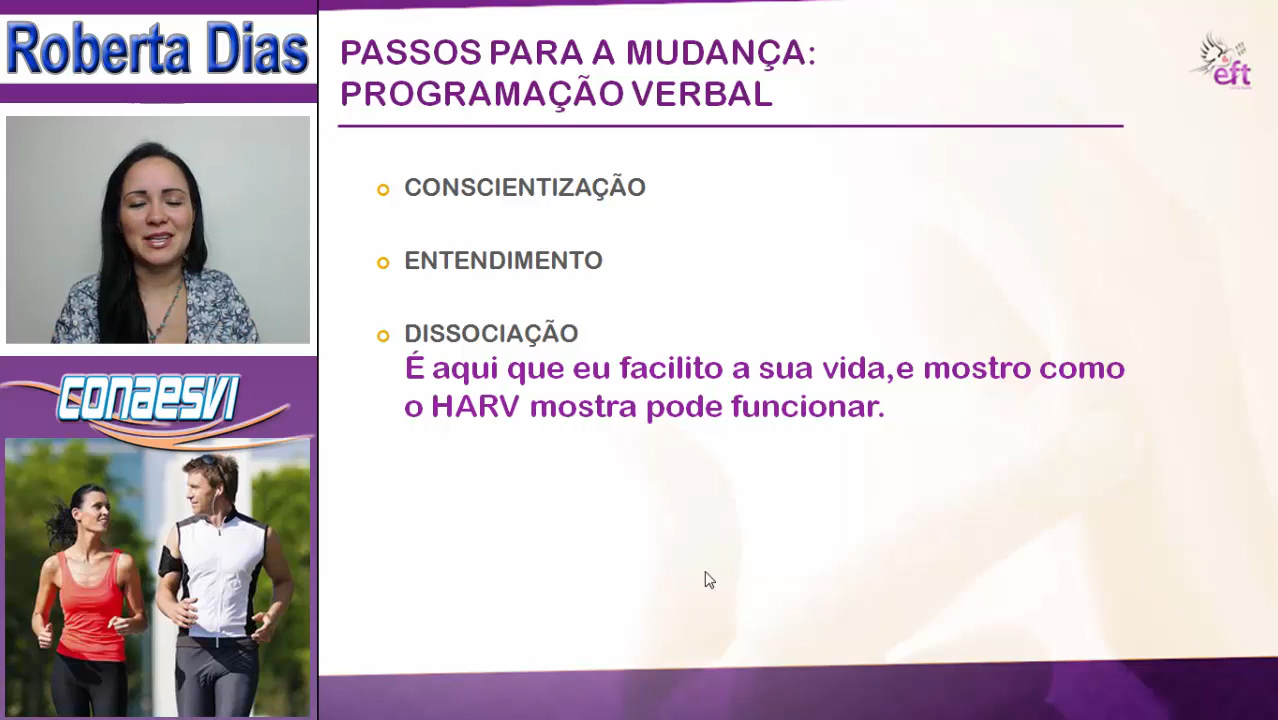 Roberta Dias
PASSOS PARA A MUDANÇA:
PROGRAMAÇÃO VERBAL
eft
CONSCIENTIZAÇÃO
ENTENDIMENTO
DISSOCIAÇÃO
É aqui que eu facilito a sua vida,e mostro como
o HARV mostra pode funcionar.
CONAESVI